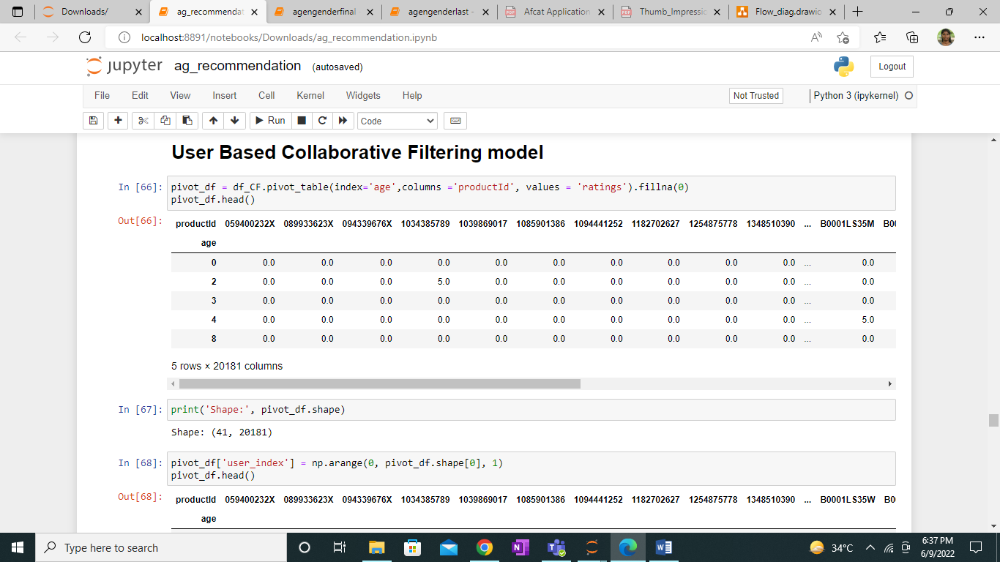 Downloads/
ag_recommendat
agengenderfinal -
agengenderlast -
Afcat Application
Thumb_Impressic
Flow_diag.drawio
localhost:8891/notebooks/Downloads/ag_recommendation.ipynb
jupyter ag_recommendation (autosaved)
Logout
File Edit View Insert Cell Kernel Widgets Help
Not Trusted
Python 3 (ipykernel)
Run
Code
User Based Collaborative Filtering model
In [66]: pivot_df = df_CF.pivot_table(index='age',columns ='productId', values = 'ratings').fillna(0)
pivot_df.head()
Out[66]: productId 059400232X 089933623X 094339676X 1034385789 1039869017 1085901386 1094441252 1182702627 1254875778 1348510390 ... B0001LS35M B0
age
0 0.0 0.0 0.0 0.0 0.0 0.0 0.0 0.0 0.0 0.0 ... 0.0
2 0.0 0.0 0.0 5.0 0.0 0.0 0.0 0.0 0.0 0.0 ... 0.0
3 0.0 0.0 0.0 0.0 0.0 0.0 0.0 0.0 0.0 0.0 ... 0.0
4 0.0 0.0 0.0 0.0 0.0 0.0 0.0 0.0 0.0 0.0 ... 5.0
8 0.0 0.0 0.0 0.0 0.0 0.0 0.0 0.0 0.0 0.0 ... 0.0
5 rows × 20181 columns
In [67]: print('Shape:', pivot_df.shape)
Shape: (41, 20181)
In [68]: pivot_df['user_index'] = np.arange(0, pivot_df.shape[0], 1)
pivot_df.head()
Out[68]: productId 059400232X 089933623X 094339676X 1034385789 1039869017 1085901386 1094441252 1182702627 1254875778 1348510390 ... B0001LS35W B0
age
Type here to search
34°C
6:37 PM
6/9/2022